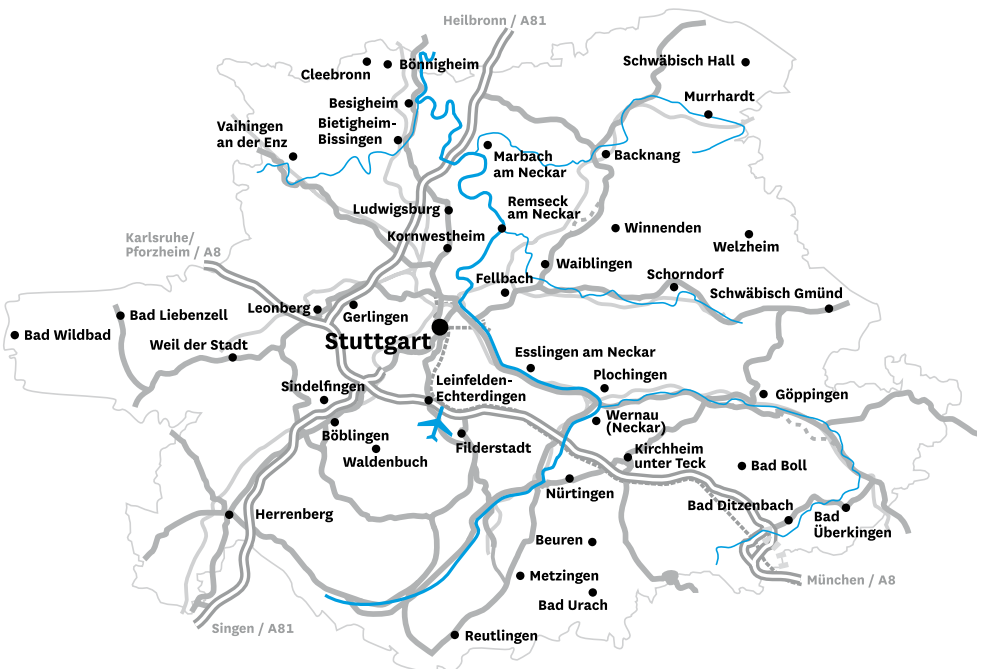 Heilbronn / A81
Schwäbisch Hall
Cleebronn
Bönnigheim
Murrhardt
Besigheim
Bietigheim-
Bissingen
Vaihingen
an der Enz
Marbach
am Neckar
Backnang
Remseck
am Neckar
Ludwigsburg
Kornwestheim
Winnenden
Welzheim
Karlsruhe/
Pforzheim / A8
Waiblingen
Fellbach
Schorndorf
Schwäbisch Gmünd
Leonberg
Gerlingen
Bad Liebenzell
Bad Wildbad
Weil der Stadt
Stuttgart
Esslingen am Neckar
Plochingen
Sindelfingen
Leinfelden-
Echterdingen
Göppingen
Wernau
(Neckar)
Böblingen
Filderstadt
Waldenbuch
Kirchheim
unter Teck
Bad Boll
Nürtingen
Bad Ditzenbach
Bad
Überkingen
Herrenberg
Beuren
Metzingen
München / A8
Bad Urach
Singen / A81
Reutlingen